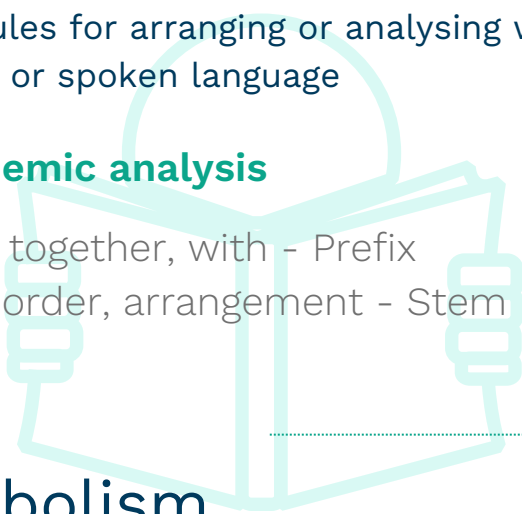 ules for arranging or analysing w
or spoken language
emic analysis
together, with - Prefix
order, arrangement - Stem
bolism